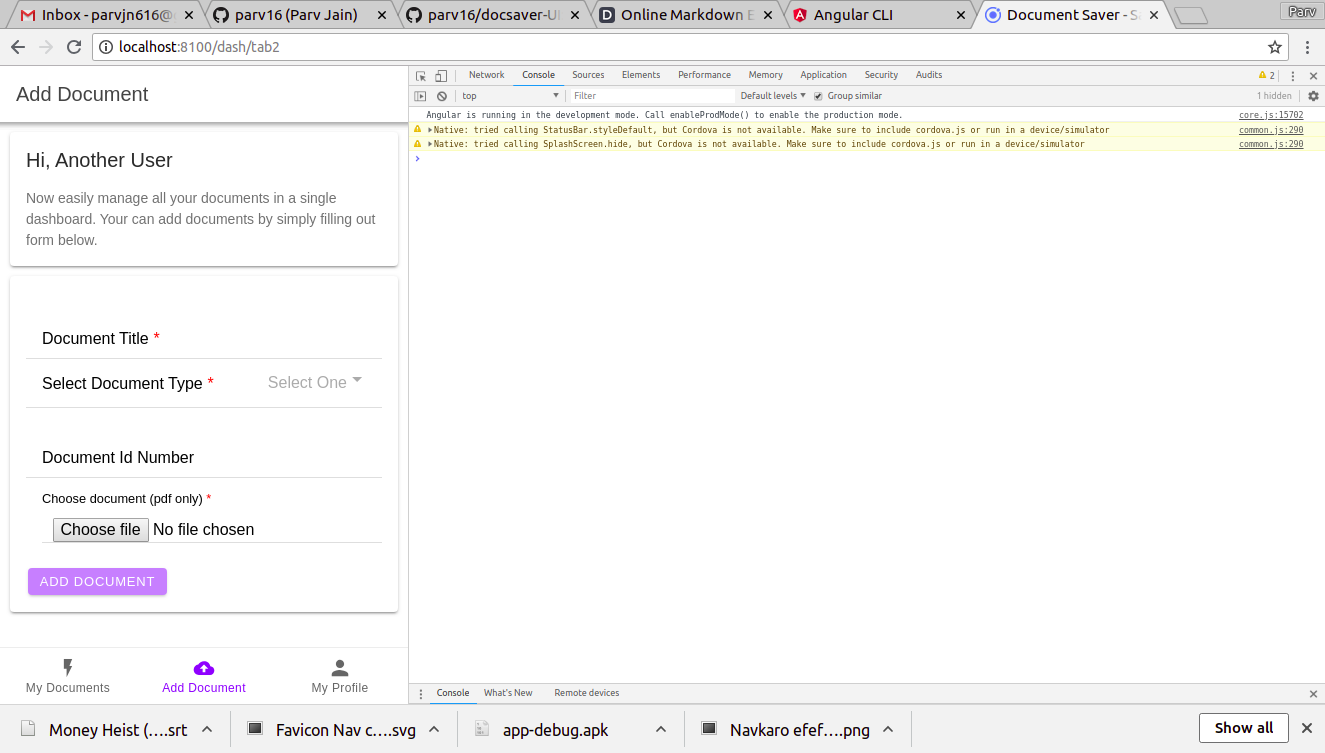 Inbox - parvjn616@
parv16 (Parv Jain)
parv16/docsaver-UI
Online Markdown E
Angular CLI
Document Saver - S
Parv
localhost:8100/dash/tab2
Add Document
Hi, Another User
Now easily manage all your documents in a single
dashboard. Your can add documents by simply filling out
form below.
Document Title *
Select Document Type * Select One
Document Id Number
Choose document (pdf only) *
Choose file No file chosen
ADD DOCUMENT
My Documents
Add Document
My Profile
Network Console Sources Elements Performance Memory Application Security Audits 2
top Filter Default levels Group similar 1 hidden
Angular is running in the development mode. Call enableProdMode() to enable the production mode. core.js:15702
Native: tried calling StatusBar.styleDefault, but Cordova is not available. Make sure to include cordova.js or run in a device/simulator common.js:290
Native: tried calling SplashScreen.hide, but Cordova is not available. Make sure to include cordova.js or run in a device/simulator common.js:290
Console What's New Remote devices
Money Heist (....srt
Favicon Nav c....svg
app-debug.apk
Navkaro efef....png
Show all